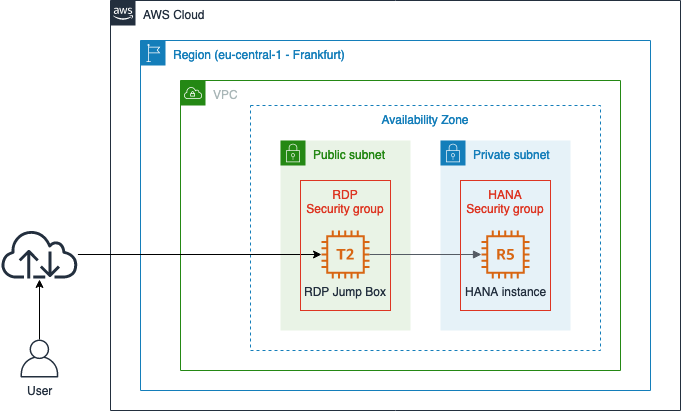 aws
AWS Cloud
Region (eu-central-1 - Frankfurt)
VPC
Availability Zone
Public subnet
Private subnet
RDP
Security group
HANA
Security group
T2
R5
RDP Jump Box
HANA instance
User